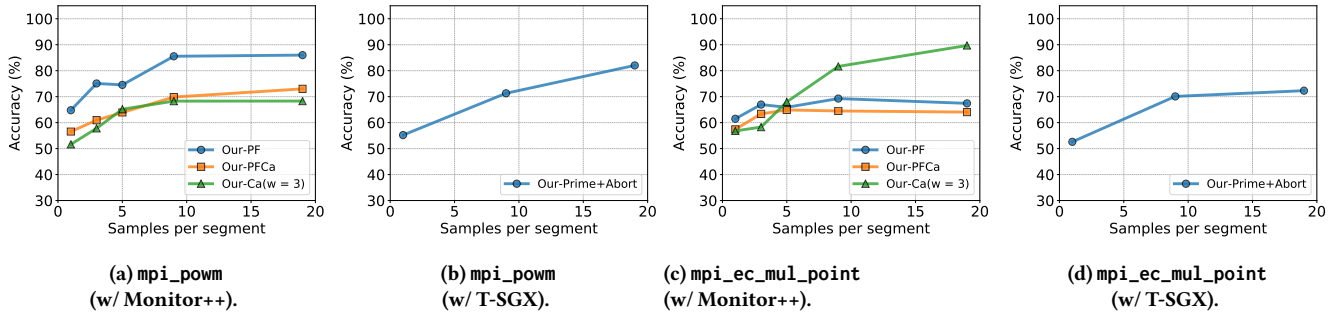 100
90
80
70
60
50
40
30
Accuracy (%)
0 5 10 15 20
Samples per segment
Our-PF
Our-PFCa
Our-Ca(w = 3)
(a) mpi_powm
(w/ Monitor++).
100
90
80
70
60
50
40
30
Accuracy (%)
0 5 10 15 20
Samples per segment
Our-Prime+Abort
(b) mpi_powm
(w/ T-SGX).
100
90
80
70
60
50
40
30
Accuracy (%)
0 5 10 15 20
Samples per segment
Our-PF
Our-PFCa
Our-Ca(w = 3)
(c) mpi_ec_mul_point
(w/ Monitor++).
100
90
80
70
60
50
40
30
Accuracy (%)
0 5 10 15 20
Samples per segment
Our-Prime+Abort
(d) mpi_ec_mul_point
(w/ T-SGX).